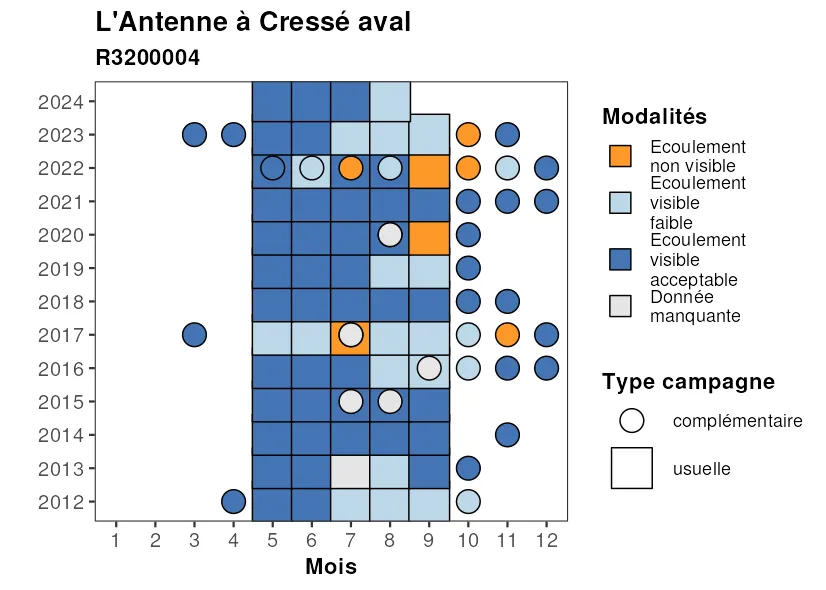 L'Antenne à Cressé aval
R3200004
2024
2023
2022
2021
2020
2019
2018
2017
2016
2015
2014
2013
2012
1 2 3 4 5 6 7 8 9 10 11 12
Mois
Modalités
Ecoulement
non visible
Ecoulement
visible
faible
Ecoulement
visible
acceptable
Donnée
manquante
Type campagne
complémentaire
usuelle